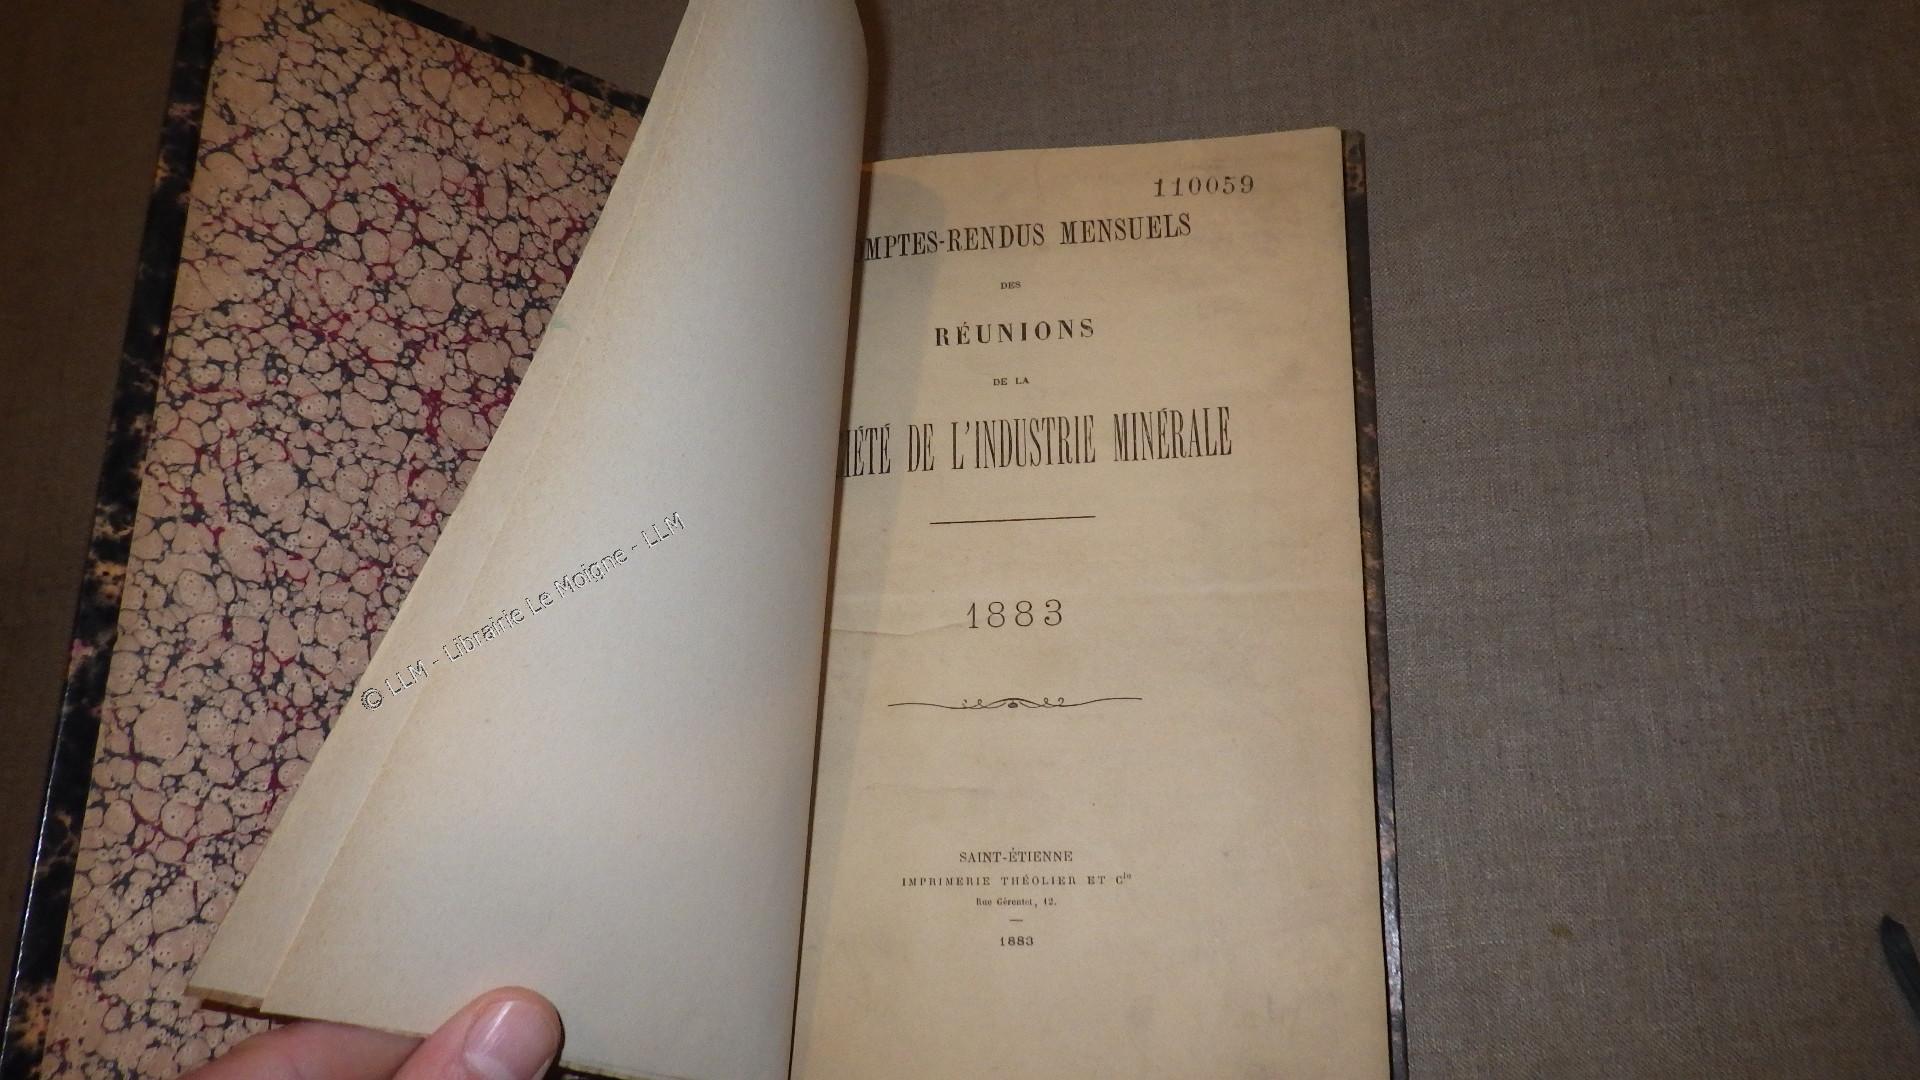 110059
OMPTES-RENDUS MENSUELS
DES
RÉUNIONS
DE LA
IÉTÉ DE L'INDUSTRIE MINÉRALE
1883
SAINT-ÉTIENNE
IMPRIMERIE THÉOLIER ET Cie
Rue Gérentet, 12.
1883
© LLM - Librairie Le Moigne - LLM